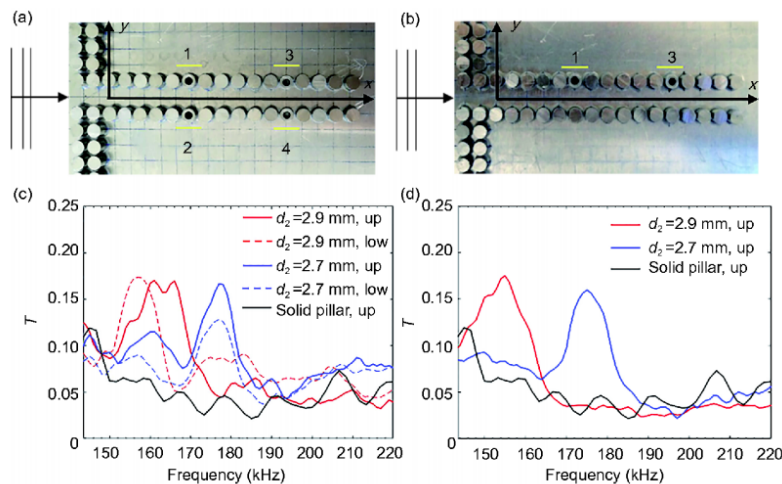 (a)
y
1
3
x
2
4
(b)
y
1
3
x
(c)
0.25
0.20
0.15
0.10
0.05
0
T
d2=2.9 mm, up
d2=2.9 mm, low
d2=2.7 mm, up
d2=2.7 mm, low
Solid pillar, up
150 160 170 180 190 200 210 220
Frequency (kHz)
(d)
0.25
0.20
0.15
0.10
0.05
0
T
d2=2.9 mm, up
d2=2.7 mm, up
Solid pillar, up
150 160 170 180 190 200 210 220
Frequency (kHz)